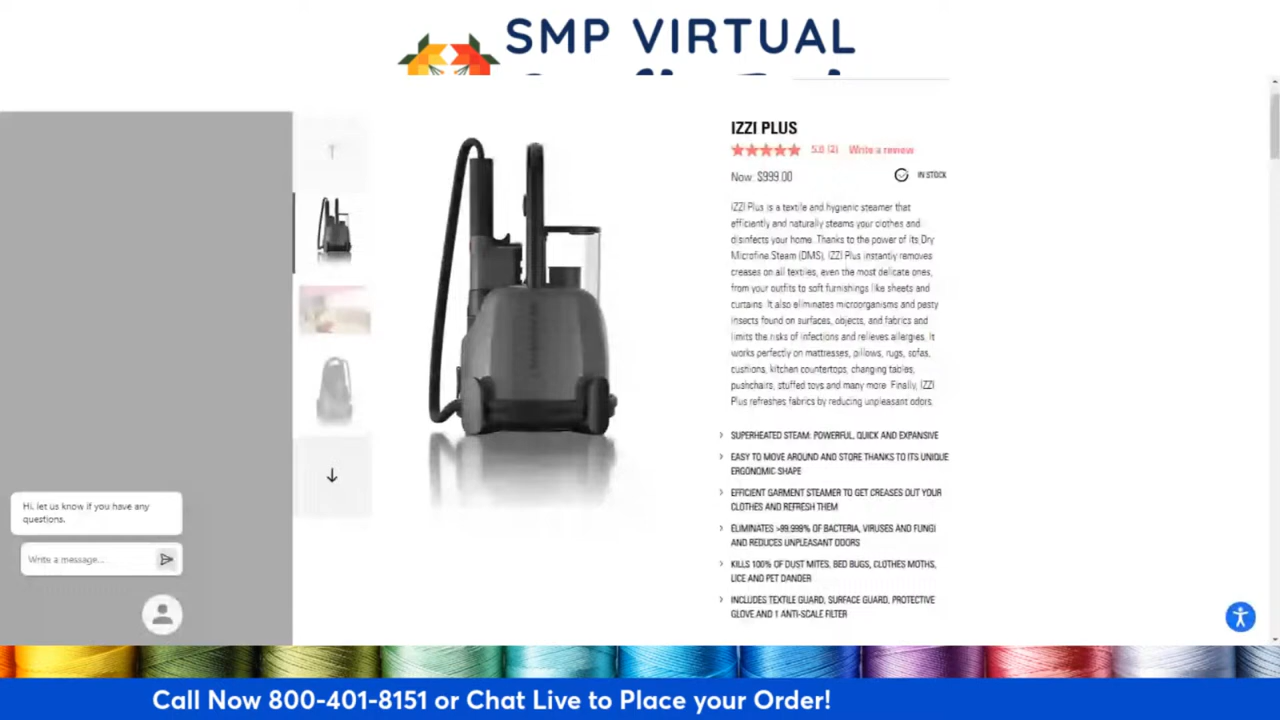 SMP VIRTUAL
IZZI PLUS
5.0 (2) Write a review
Now: $999.00
IN STOCK
IZZI Plus is a textile and hygienic steamer that
efficiently and naturally steams your clothes and
disinfects your home. Thanks to the power of its Dry
Microfine Steam (DMS), IZZI Plus instantly removes
creases on all textiles, even the most delicate ones,
from your outfits to soft furnishings like sheets and
curtains. It also eliminates microorganisms and pesty
insects found on surfaces, objects, and fabrics and
limits the risks of infections and relieves allergies. It
works perfectly on mattresses, pillows, rugs, sofas,
cushions, kitchen countertops, changing tables,
pushchairs, stuffed toys and many more. Finally, IZZI
Plus refreshes fabrics by reducing unpleasant odors.
SUPERHEATED STEAM: POWERFUL, QUICK AND EXPANSIVE
EASY TO MOVE AROUND AND STORE THANKS TO ITS UNIQUE
ERGONOMIC SHAPE
EFFICIENT GARMENT STEAMER TO GET CREASES OUT YOUR
CLOTHES AND REFRESH THEM
ELIMINATES >99.999% OF BACTERIA, VIRUSES AND FUNGI
AND REDUCES UNPLEASANT ODORS
KILLS 100% OF DUST MITES, BED BUGS, CLOTHES MOTHS,
LICE AND PET DANDER
INCLUDES TEXTILE GUARD, SURFACE GUARD, PROTECTIVE
GLOVE AND 1 ANTI-SCALE FILTER
Hi, let us know if you have any
questions.
Write a message...
Call Now 800-401-8151 or Chat Live to Place your Order!